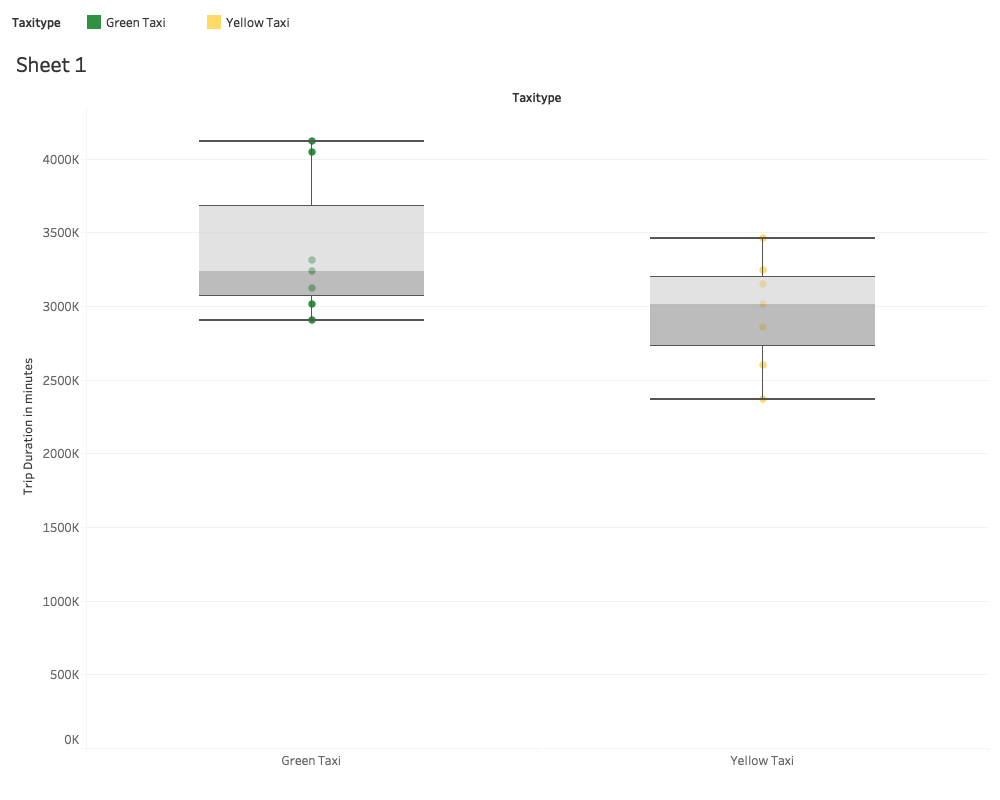 Taxitype Green Taxi Yellow Taxi
Sheet 1
Taxitype
Trip Duration in minutes
4000K
3500K
3000K
2500K
2000K
1500K
1000K
500K
0K
Green Taxi Yellow Taxi